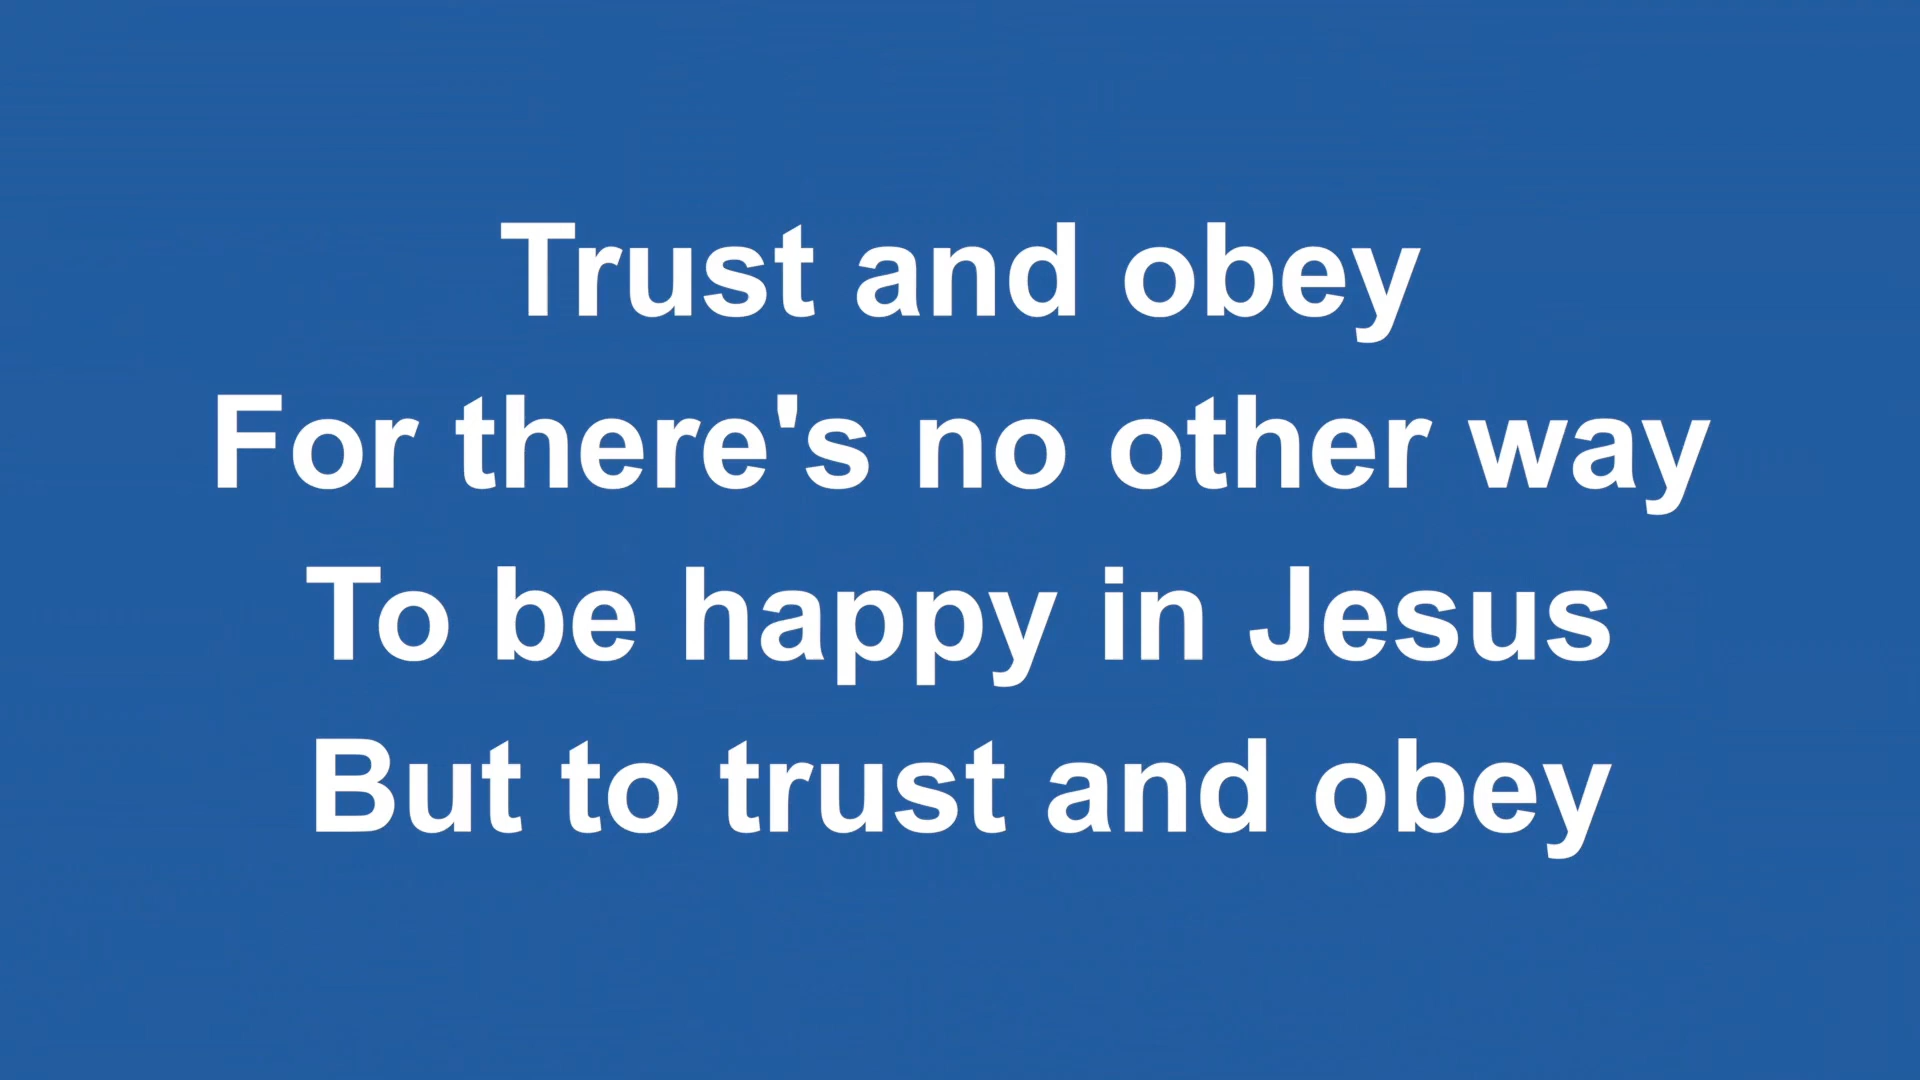 Trust and obey
For there's no other way
To be happy in Jesus
But to trust and obey